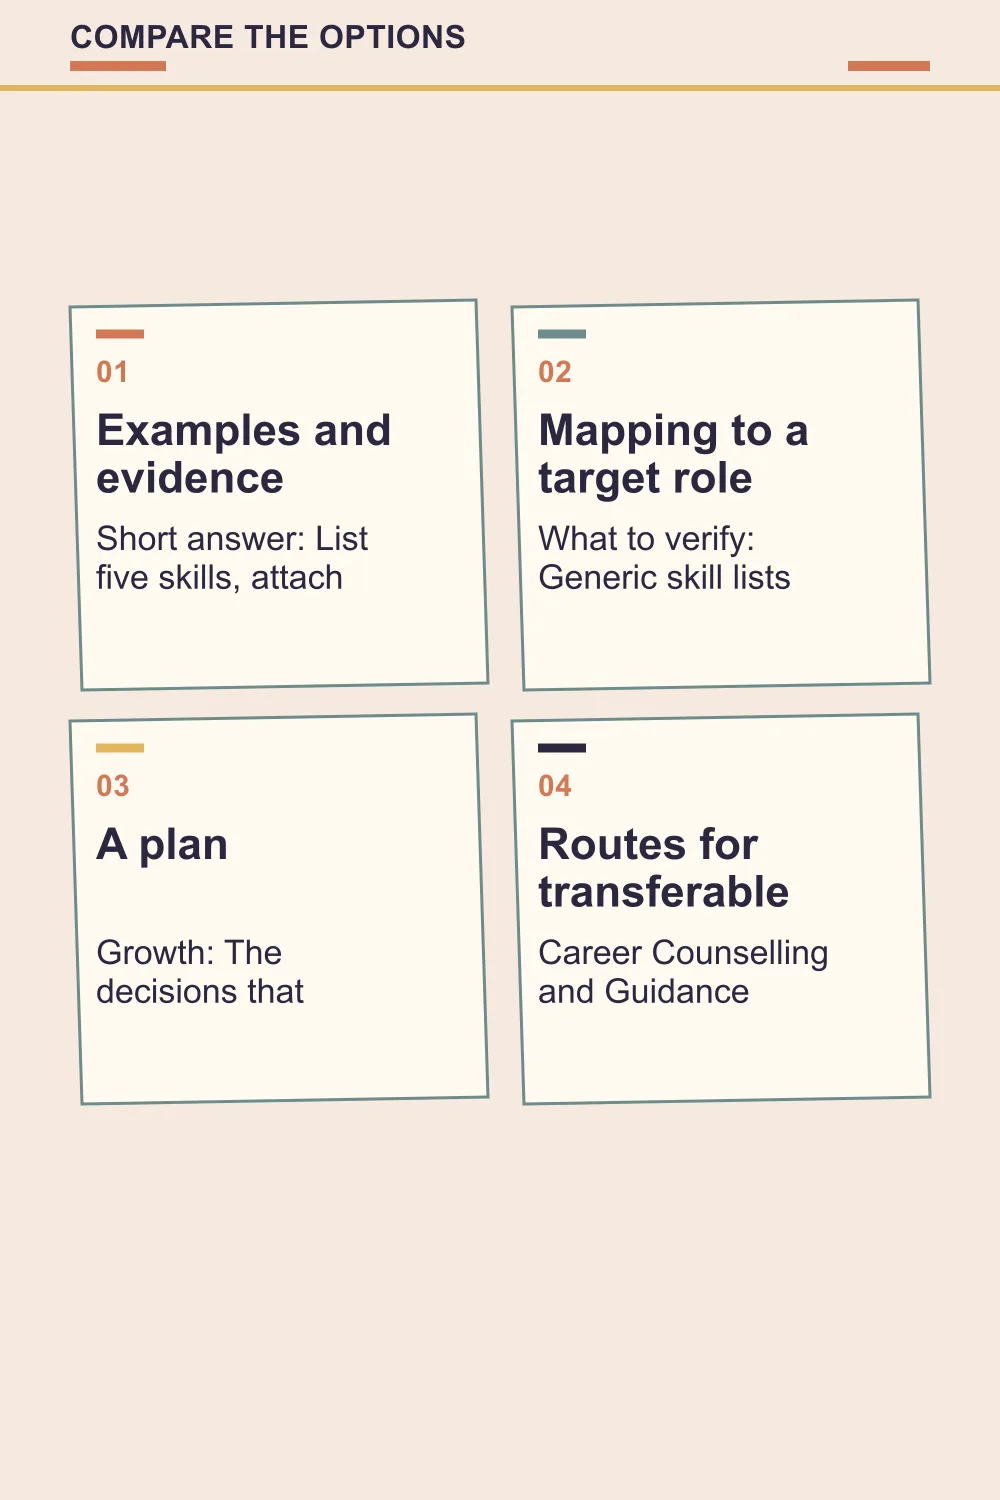 COMPARE THE OPTIONS
01
Examples and
evidence
Short answer: List
five skills, attach
02
Mapping to a
target role
What to verify:
Generic skill lists
03
A plan
Growth: The
decisions that
04
Routes for
transferable
Career Counselling
and Guidance